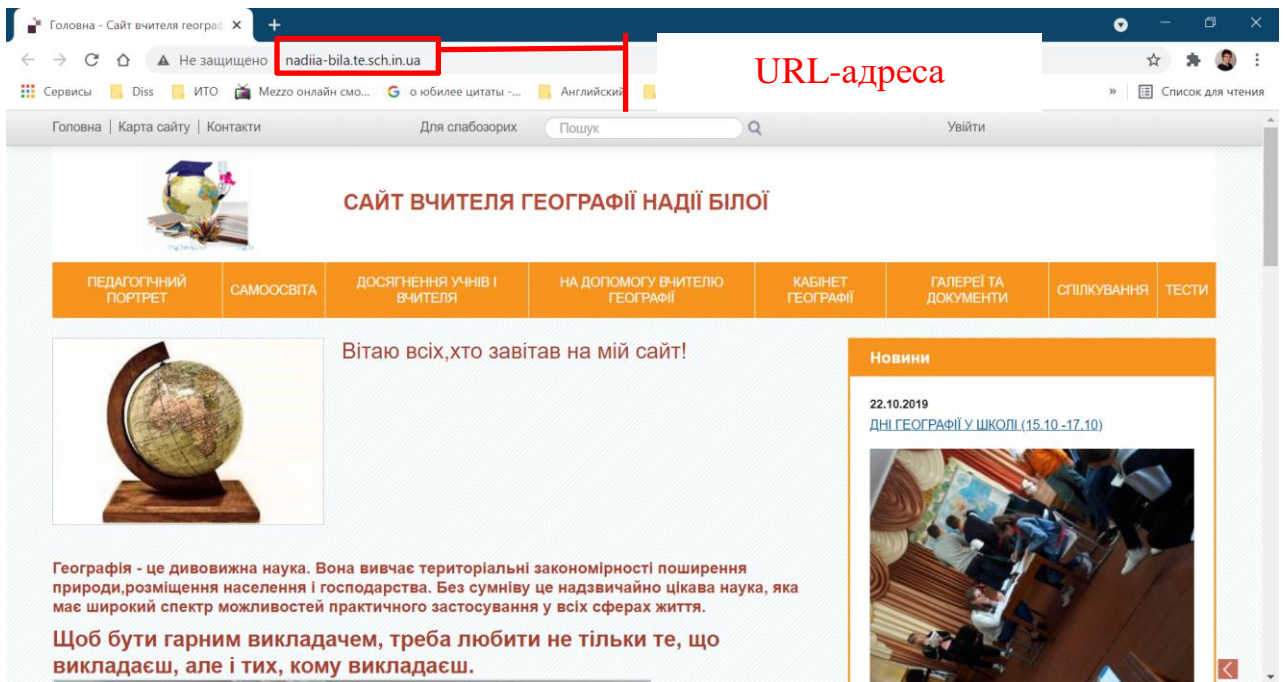 Головна - Сайт вчителя геогра
Не защищено nadiia-bila.te.sch.in.ua
URL-адреса
Сервисы Diss ИТО Mezzo онлайн смо... о юбилее цитаты -... Английский » Список для чтения
Головна | Карта сайту | Контакти Для слабозорих Пошук Увійти
САЙТ ВЧИТЕЛЯ ГЕОГРАФІЇ НАДІЇ БІЛОЇ
ПЕДАГОГІЧНИЙ
ПОРТРЕТ
САМООСВІТА
ДОСЯГНЕННЯ УЧНІВ І
ВЧИТЕЛЯ
НА ДОПОМОГУ ВЧИТЕЛЮ
ГЕОГРАФІЇ
КАБІНЕТ
ГЕОГРАФІЇ
ГАЛЕРЕЇ ТА
ДОКУМЕНТИ
СПІЛКУВАННЯ
ТЕСТИ
Вітаю всіх,хто завітав на мій сайт!
Географія - це дивовижна наука. Вона вивчає територіальні закономірності поширення
природи,розміщення населення і господарства. Без сумніву це надзвичайно цікава наука, яка
має широкий спектр можливостей практичного застосування у всіх сферах життя.
Щоб бути гарним викладачем, треба любити не тільки те, що
викладаєш, але і тих, кому викладаєш.
Новини
22.10.2019
ДНІ ГЕОГРАФІЇ У ШКОЛІ (15.10 -17.10)